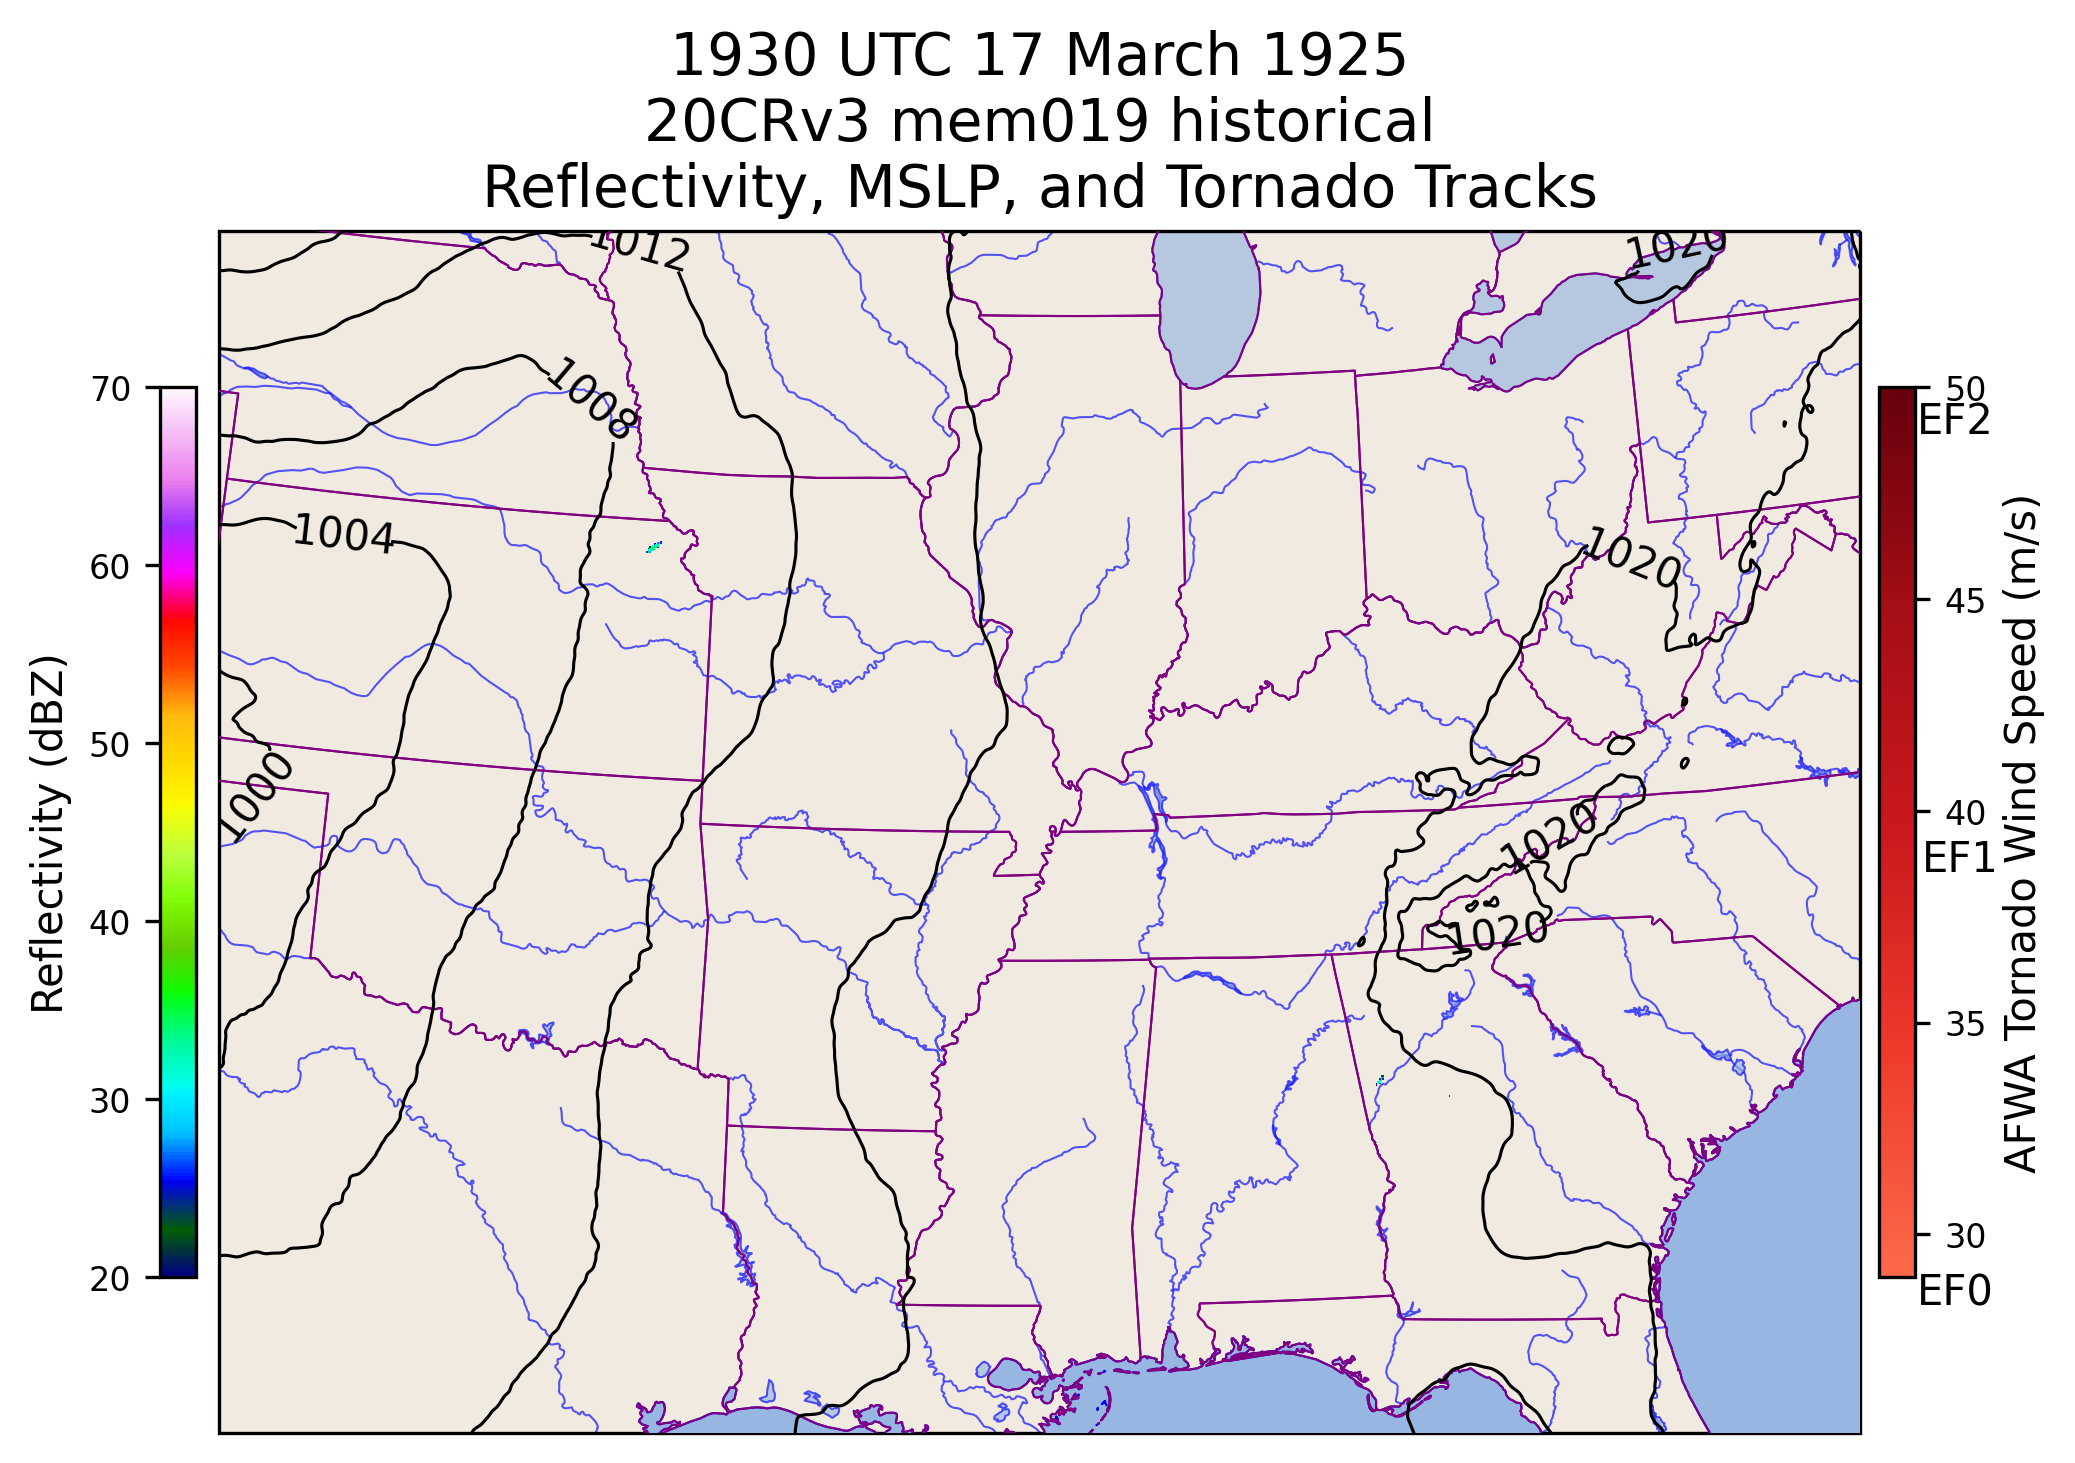 1930 UTC 17 March 1925
20CRv3 mem019 historical
Reflectivity, MSLP, and Tornado Tracks
1012
1020
1008
1004
1020
1000
1020
1020
70
60
50
40
30
20
Reflectivity (dBZ)
50
EF2
45
40
EF1
35
30
EF0
AFWA Tornado Wind Speed (m/s)